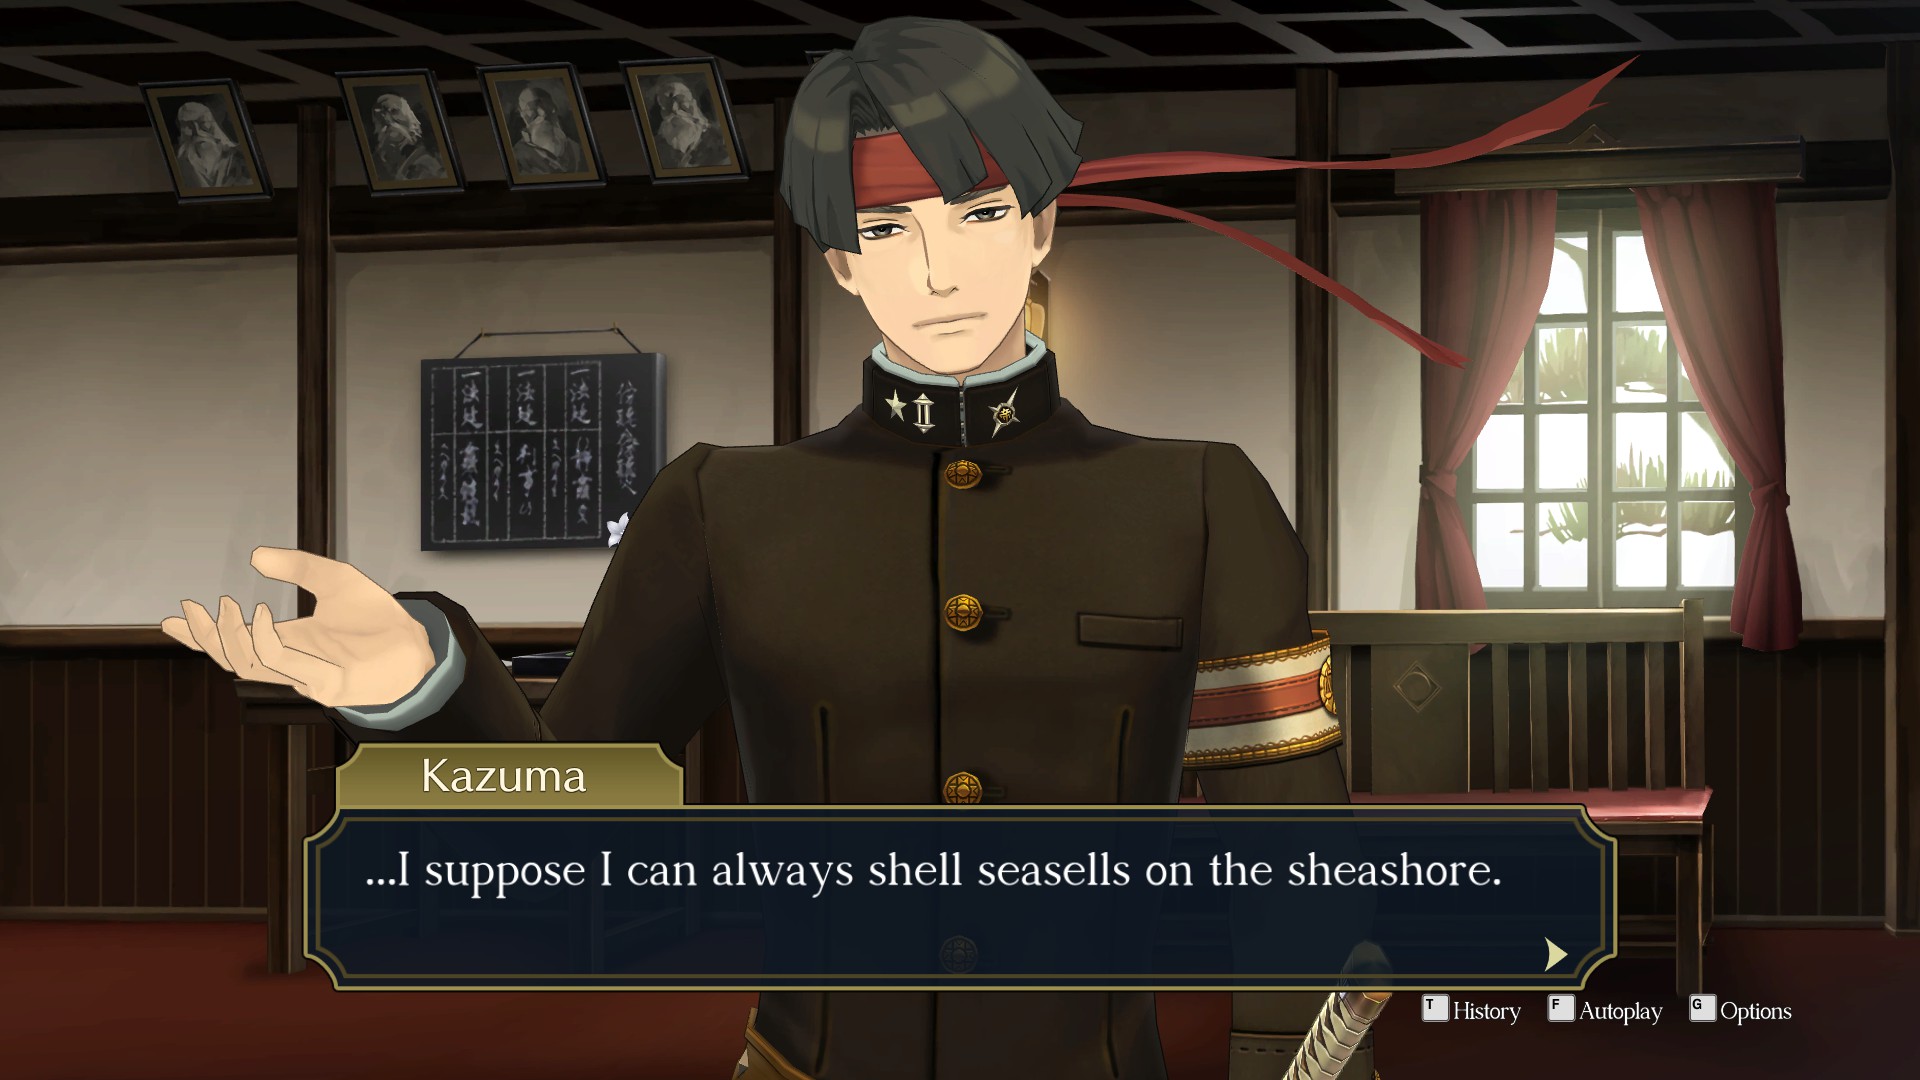 Kazuma
...I suppose I can always shell seasells on the sheashore.
T History F Autoplay G Options